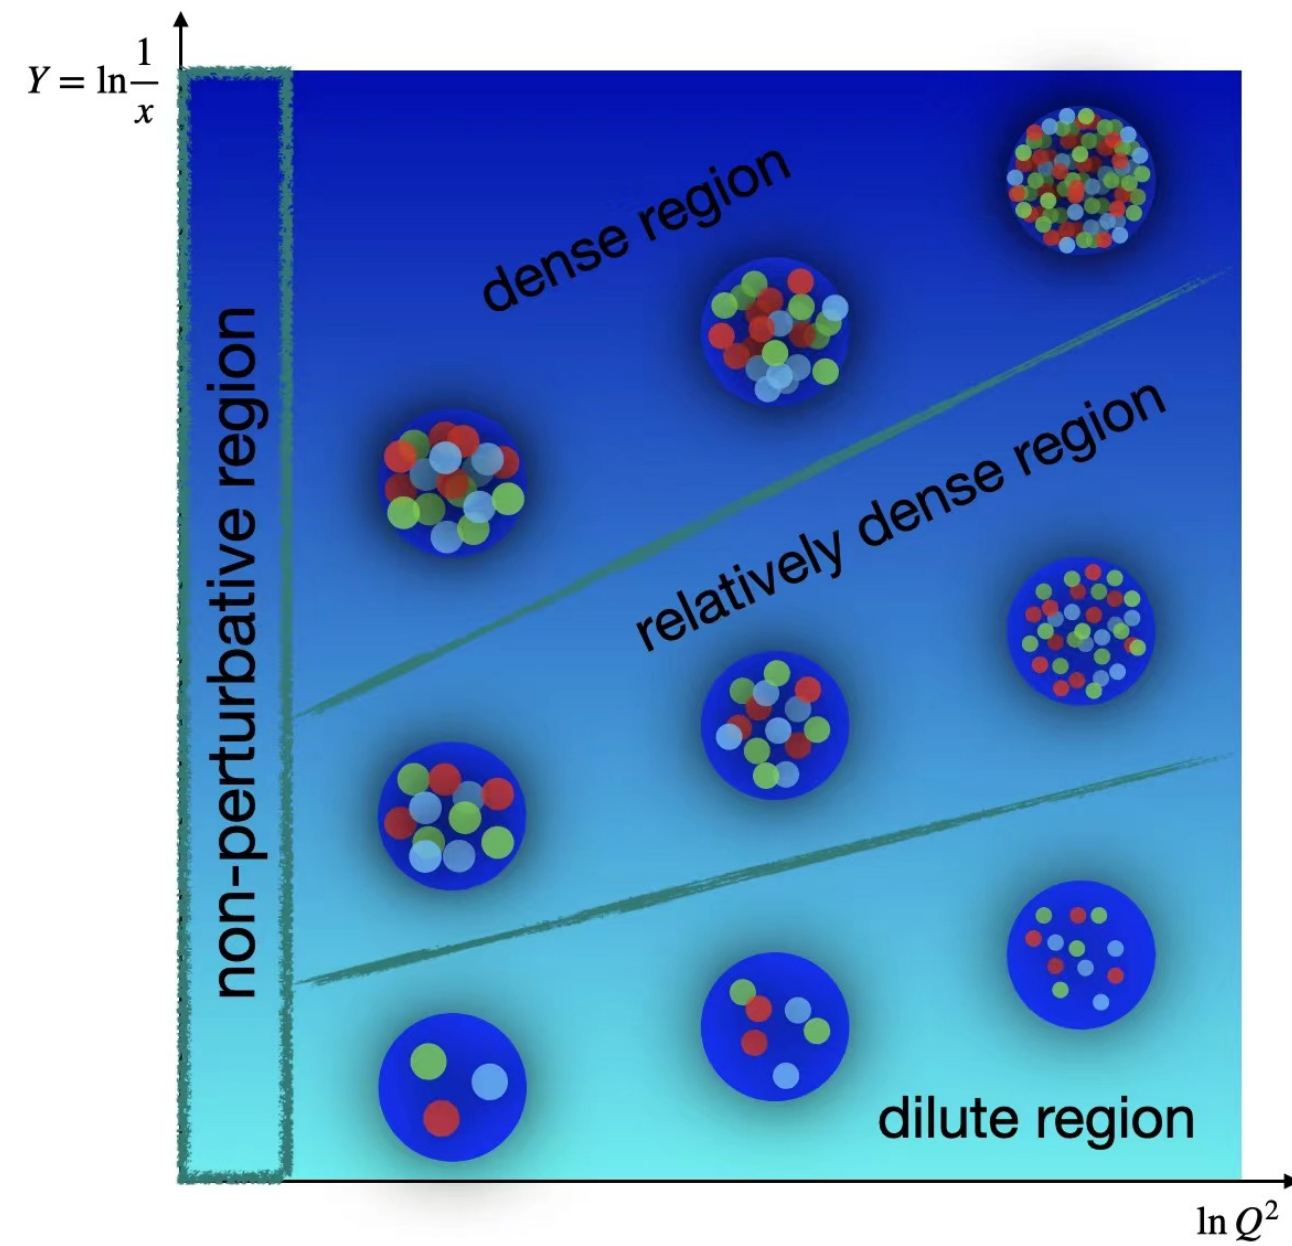 Y = ln 1/x
dense region
relatively dense region
non-perturbative region
dilute region
ln Q²